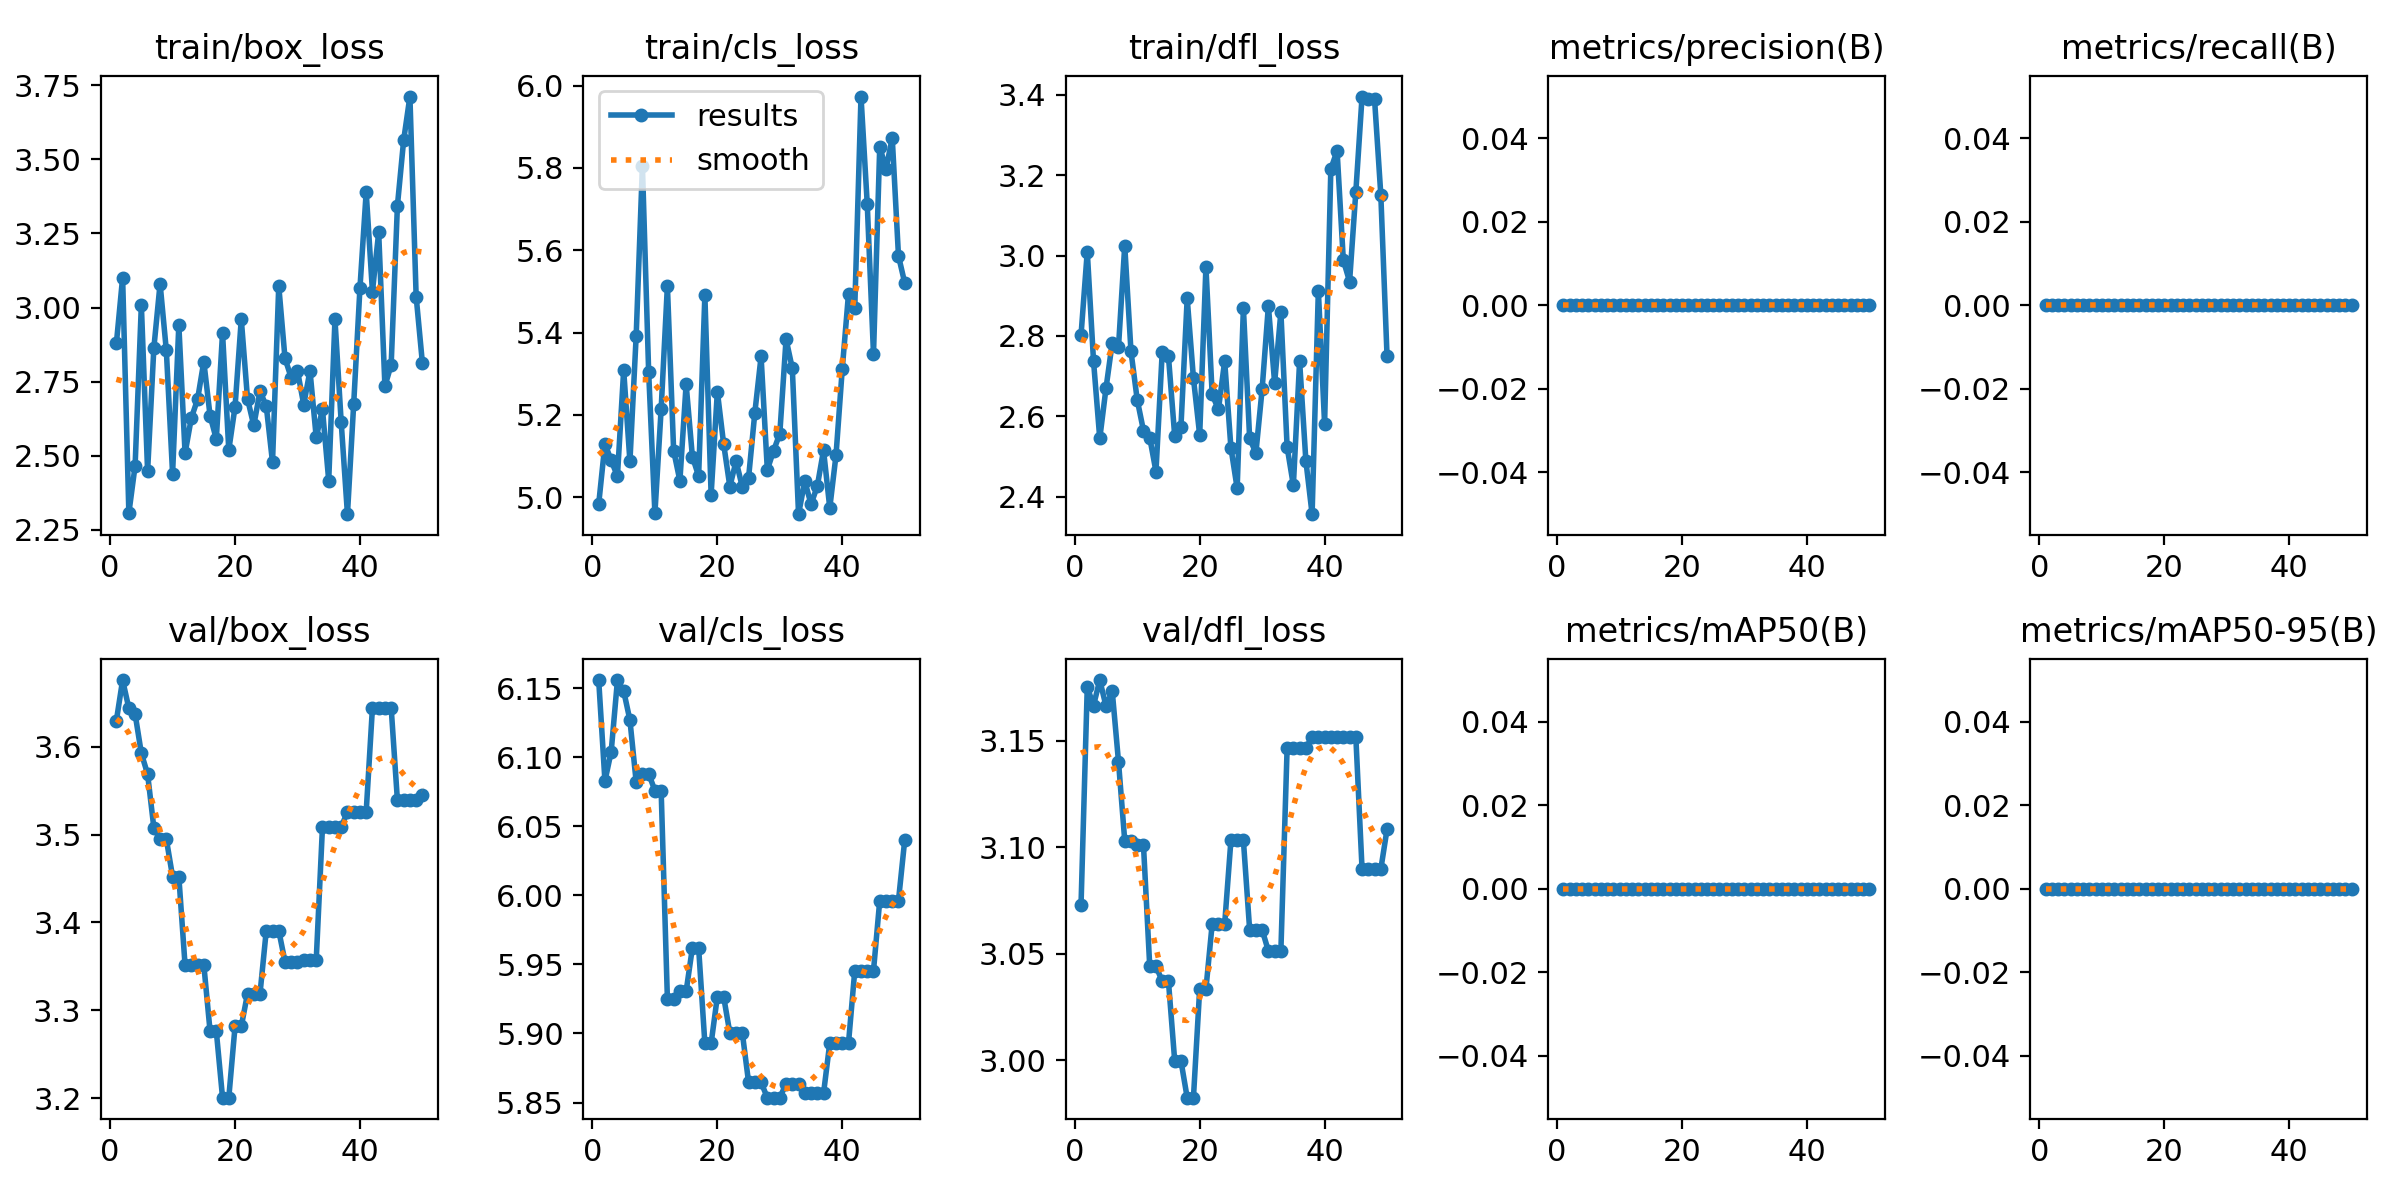 train/box_loss
3.75
3.50
3.25
3.00
2.75
2.50
2.25
0 20 40
train/cls_loss
results
smooth
6.0
5.8
5.6
5.4
5.2
5.0
0 20 40
train/dfl_loss
3.4
3.2
3.0
2.8
2.6
2.4
0 20 40
metrics/precision(B)
0.04
0.02
0.00
−0.02
−0.04
0 20 40
metrics/recall(B)
0.04
0.02
0.00
−0.02
−0.04
0 20 40
val/box_loss
3.6
3.5
3.4
3.3
3.2
0 20 40
val/cls_loss
6.15
6.10
6.05
6.00
5.95
5.90
5.85
0 20 40
val/dfl_loss
3.15
3.10
3.05
3.00
0 20 40
metrics/mAP50(B)
0.04
0.02
0.00
−0.02
−0.04
0 20 40
metrics/mAP50-95(B)
0.04
0.02
0.00
−0.02
−0.04
0 20 40